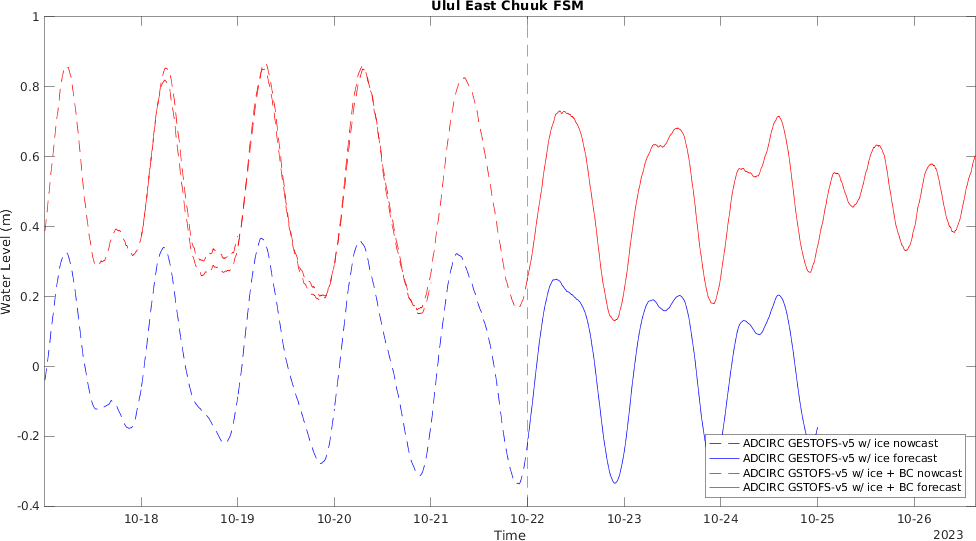 Ulul East Chuuk FSM
1
0.8
0.6
0.4
0.2
0
-0.2
-0.4
Water Level (m)
10-18 10-19 10-20 10-21 10-22 10-23 10-24 10-25 10-26
Time
2023
ADCIRC GESTOFS-v5 w/ ice nowcast
ADCIRC GESTOFS-v5 w/ ice forecast
ADCIRC GSTOFS-v5 w/ ice + BC nowcast
ADCIRC GSTOFS-v5 w/ ice + BC forecast